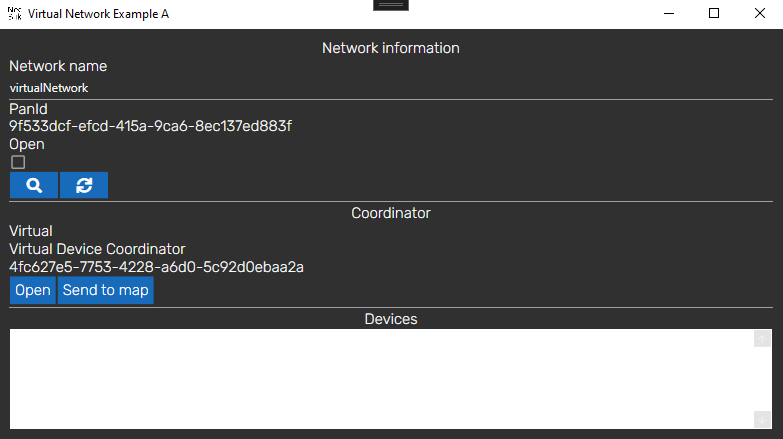 Virtual Network Example A
Network information
Network name
virtualNetwork
PanId
9f533dcf-efcd-415a-9ca6-8ec137ed883f
Open
Coordinator
Virtual
Virtual Device Coordinator
4fc627e5-7753-4228-a6d0-5c92d0ebaa2a
Open Send to map
Devices